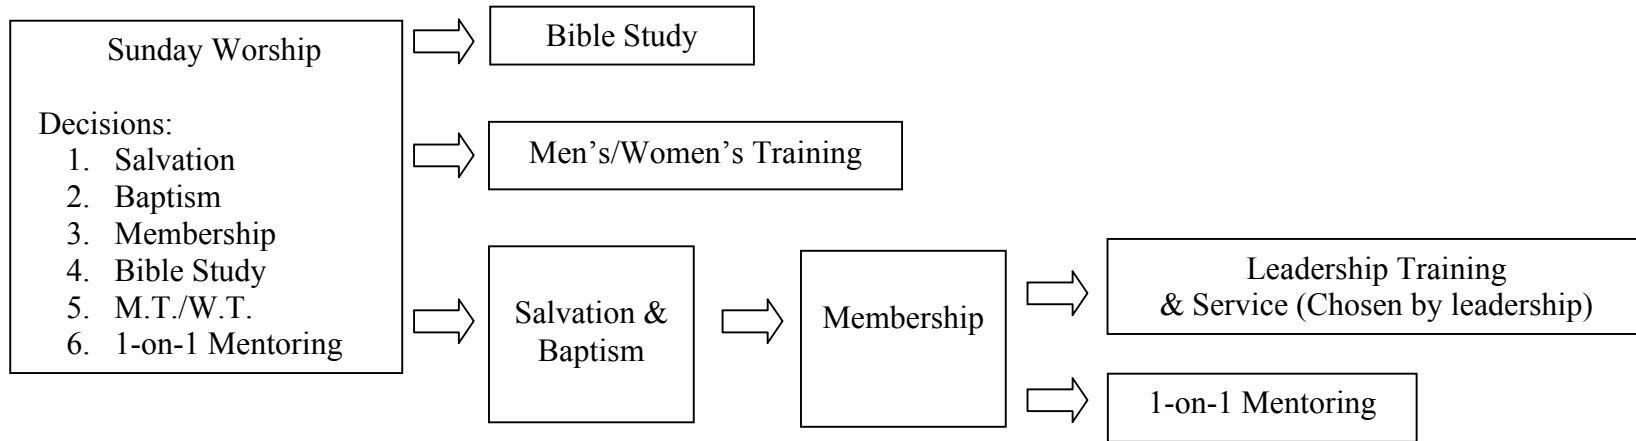 Sunday Worship
Decisions:
1. Salvation
2. Baptism
3. Membership
4. Bible Study
5. M.T./W.T.
6. 1-on-1 Mentoring
Bible Study
Men’s/Women’s Training
Salvation &
Baptism
Membership
Leadership Training
& Service (Chosen by leadership)
1-on-1 Mentoring